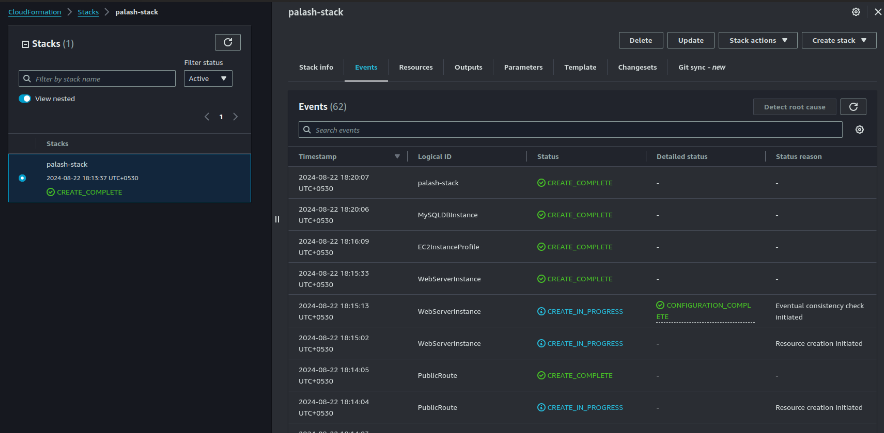 CloudFormation > Stacks > palash-stack
Stacks (1)
Filter by stack name
Filter status
Active
View nested
1
Stacks
palash-stack
2024-08-22 18:13:37 UTC+0530
CREATE_COMPLETE
palash-stack
Delete Update Stack actions Create stack
Stack info Events Resources Outputs Parameters Template Changesets Git sync - new
Events (62)
Detect root cause
Search events
Timestamp Logical ID Status Detailed status Status reason
2024-08-22 18:20:07
UTC+0530
palash-stack CREATE_COMPLETE - -
2024-08-22 18:20:06
UTC+0530
MySQLDBInstance CREATE_COMPLETE - -
2024-08-22 18:16:09
UTC+0530
EC2InstanceProfile CREATE_COMPLETE - -
2024-08-22 18:15:33
UTC+0530
WebServerInstance CREATE_COMPLETE - -
2024-08-22 18:15:13
UTC+0530
WebServerInstance CREATE_IN_PROGRESS
CONFIGURATION_COMPL
ETE
Eventual consistency check
initiated
2024-08-22 18:15:02
UTC+0530
WebServerInstance CREATE_IN_PROGRESS - Resource creation Initiated
2024-08-22 18:14:05
UTC+0530
PublicRoute CREATE_COMPLETE - -
2024-08-22 18:14:04
UTC+0530
PublicRoute CREATE_IN_PROGRESS - Resource creation Initiated